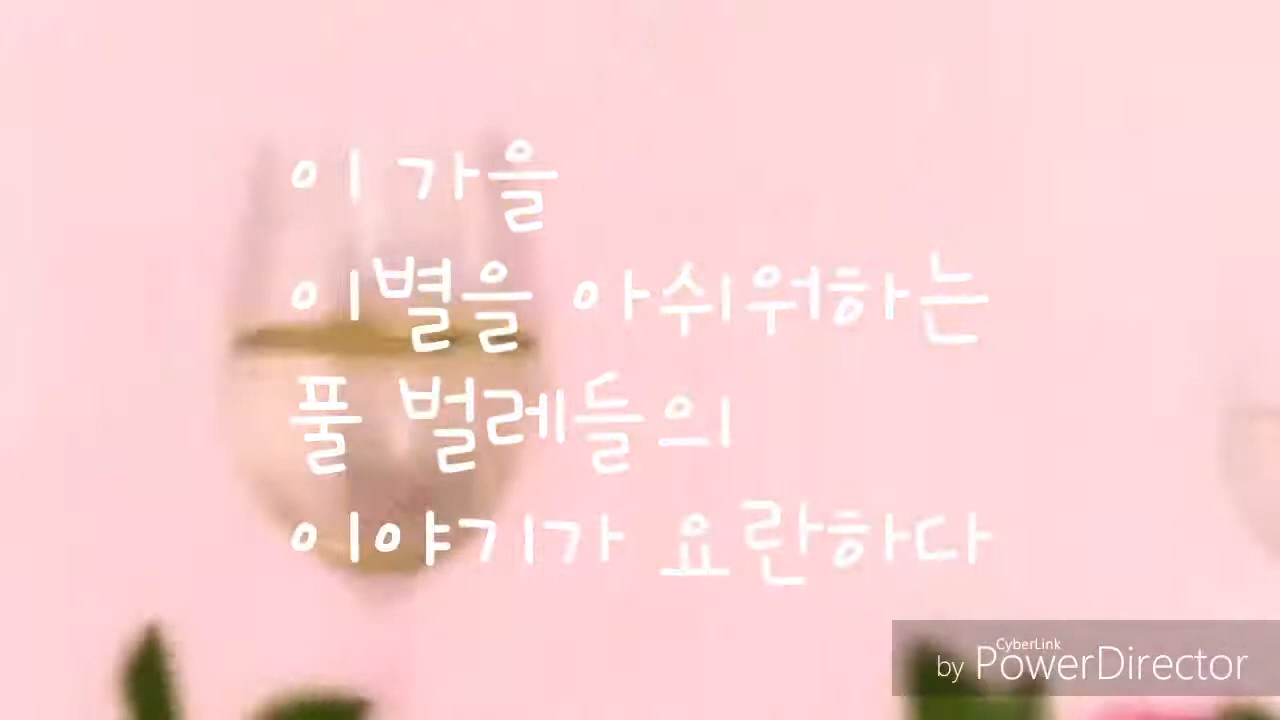 이 가을
이별을 아쉬워하는
풀 벌레들의
이야기가 요란하다
CyberLink
by PowerDirector